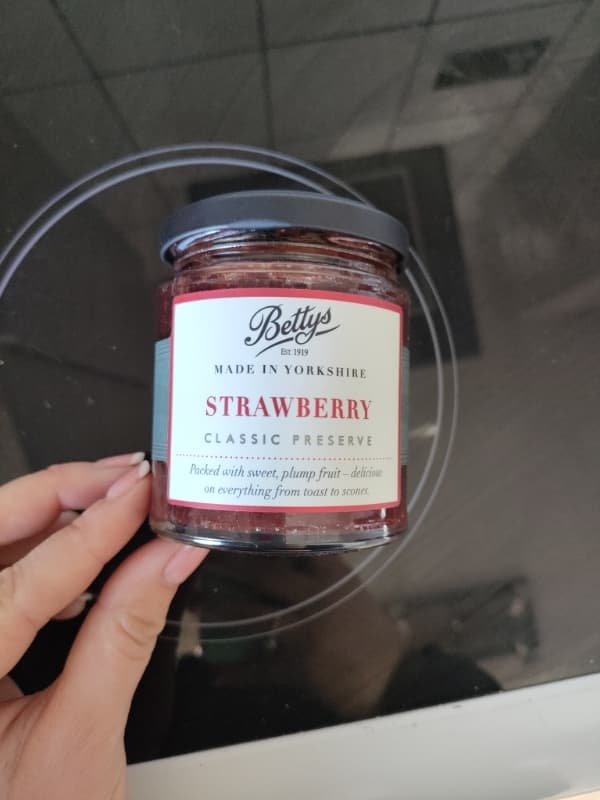 Bettys
Est 1919
MADE IN YORKSHIRE
STRAWBERRY
CLASSIC PRESERVE
Packed with sweet, plump fruit – delicious
on everything from toast to scones.